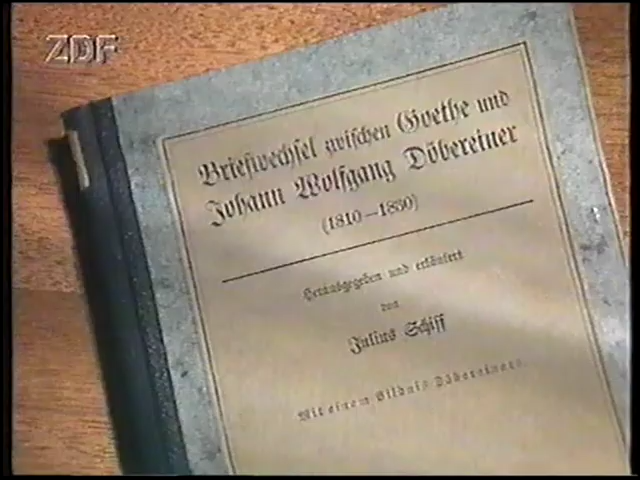 ZDF
Briefwechsel zwischen Goethe und
Johann Wolfgang Döbereiner
(1810—1830)
Herausgegeben und erläutert
von
Julius Schiff
Mit einem Bildnis Döbereiners.